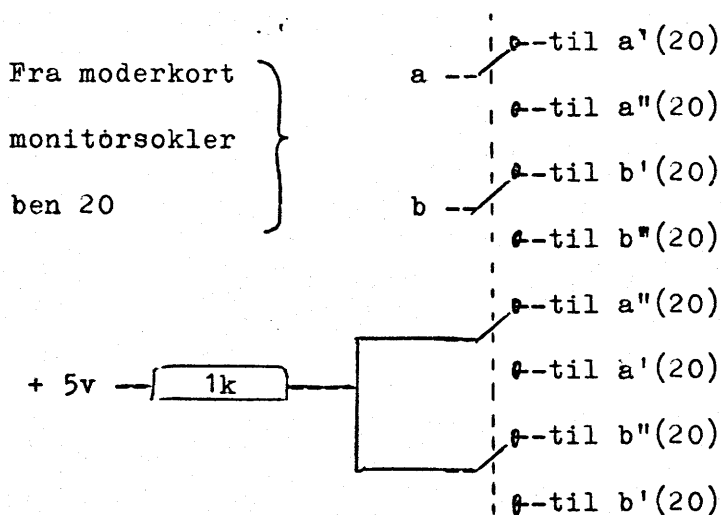 Fra moderkort
monitorsokler
ben 20
a -- --til a'(20)
--til a"(20)
b -- --til b'(20)
--til b"(20)
--til a"(20)
+ 5v 1k --til a'(20)
--til b"(20)
--til b'(20)